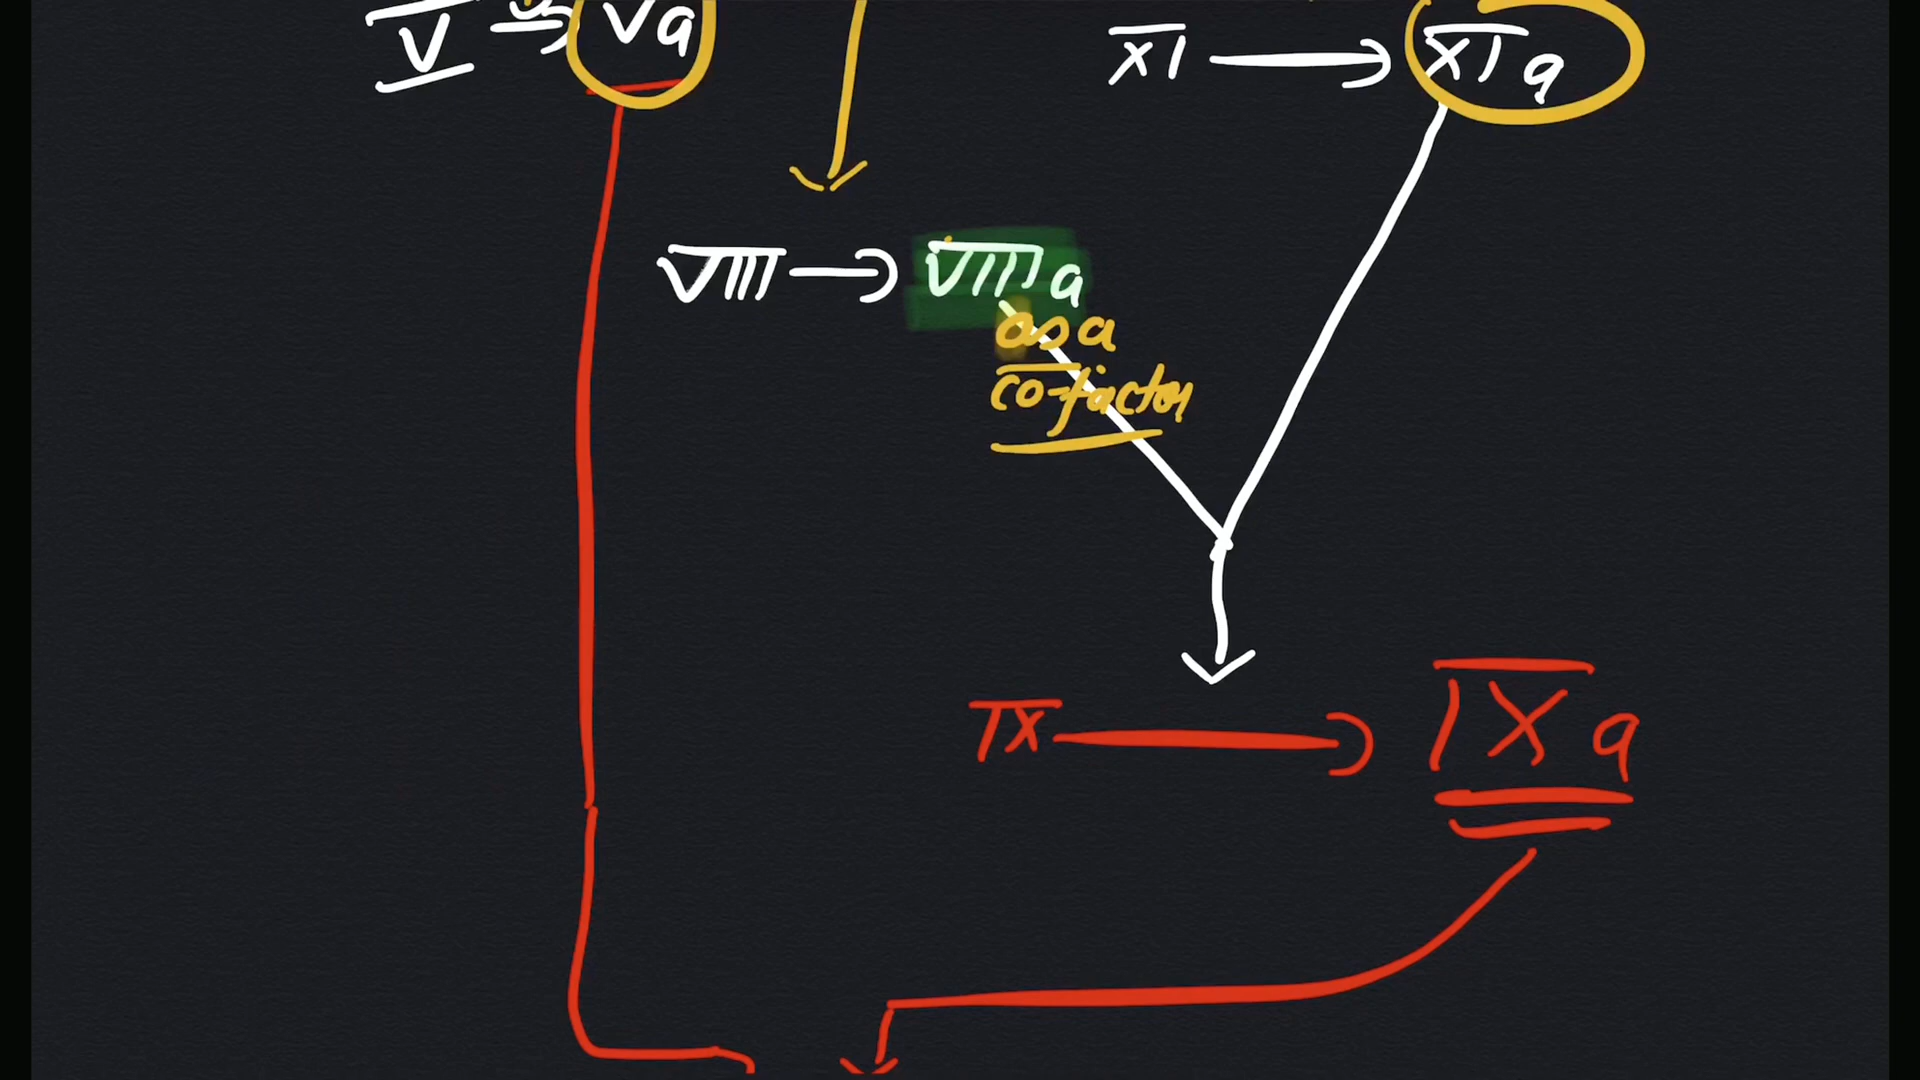 V Va
XI XIa
VIII VIIIa
as a
co-factor
IX IXa